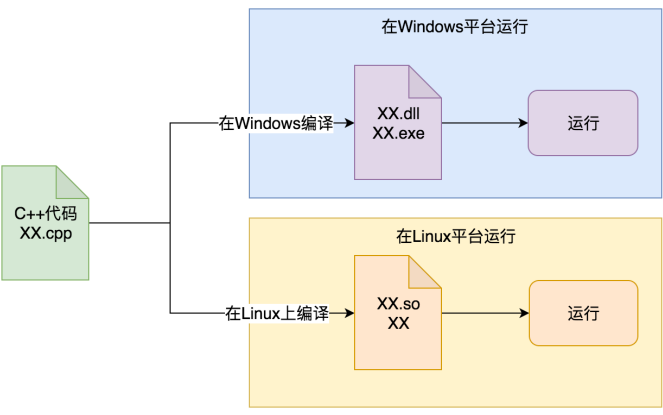 在Windows平台运行
XX.dll
XX.exe
运行
在Windows编译
C++代码
XX.cpp
在Linux平台运行
在Linux上编译
XX.so
XX
运行